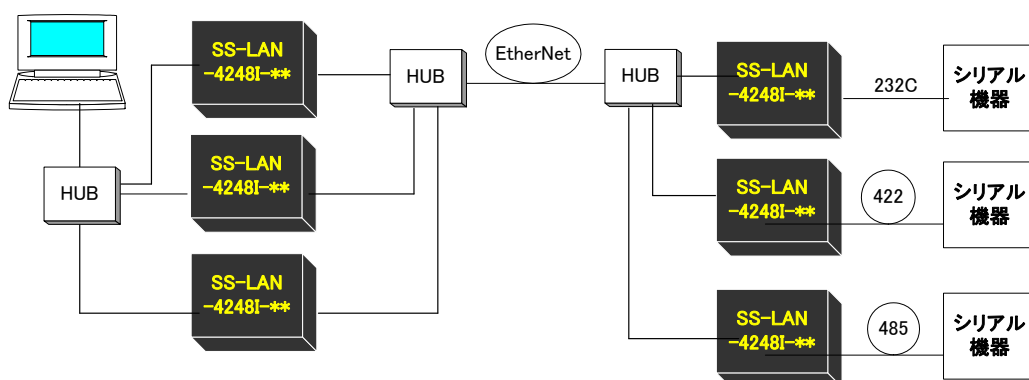 SS-LAN
-4248I-**
HUB
EtherNet
HUB
SS-LAN
-4248I-**
232C
シリアル
機器
HUB
SS-LAN
-4248I-**
SS-LAN
-4248I-**
422
シリアル
機器
SS-LAN
-4248I-**
SS-LAN
-4248I-**
485
シリアル
機器